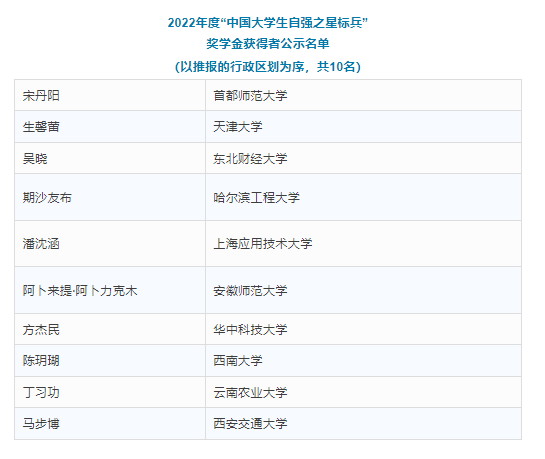 2022年度“中国大学生自强之星标兵”
奖学金获得者公示名单
（以推报的行政区划为席，共10名）
宋丹阳 首都师范大学
生馨苗 天津大学
吴晓 东北财经大学
期沙友布 哈尔滨工程大学
潘沈涵 上海应用技术大学
阿卜来提·阿卜力克木 安徽师范大学
方杰民 华中科技大学
陈玥瑚 西南大学
丁习功 云南农业大学
马步博 西安交通大学